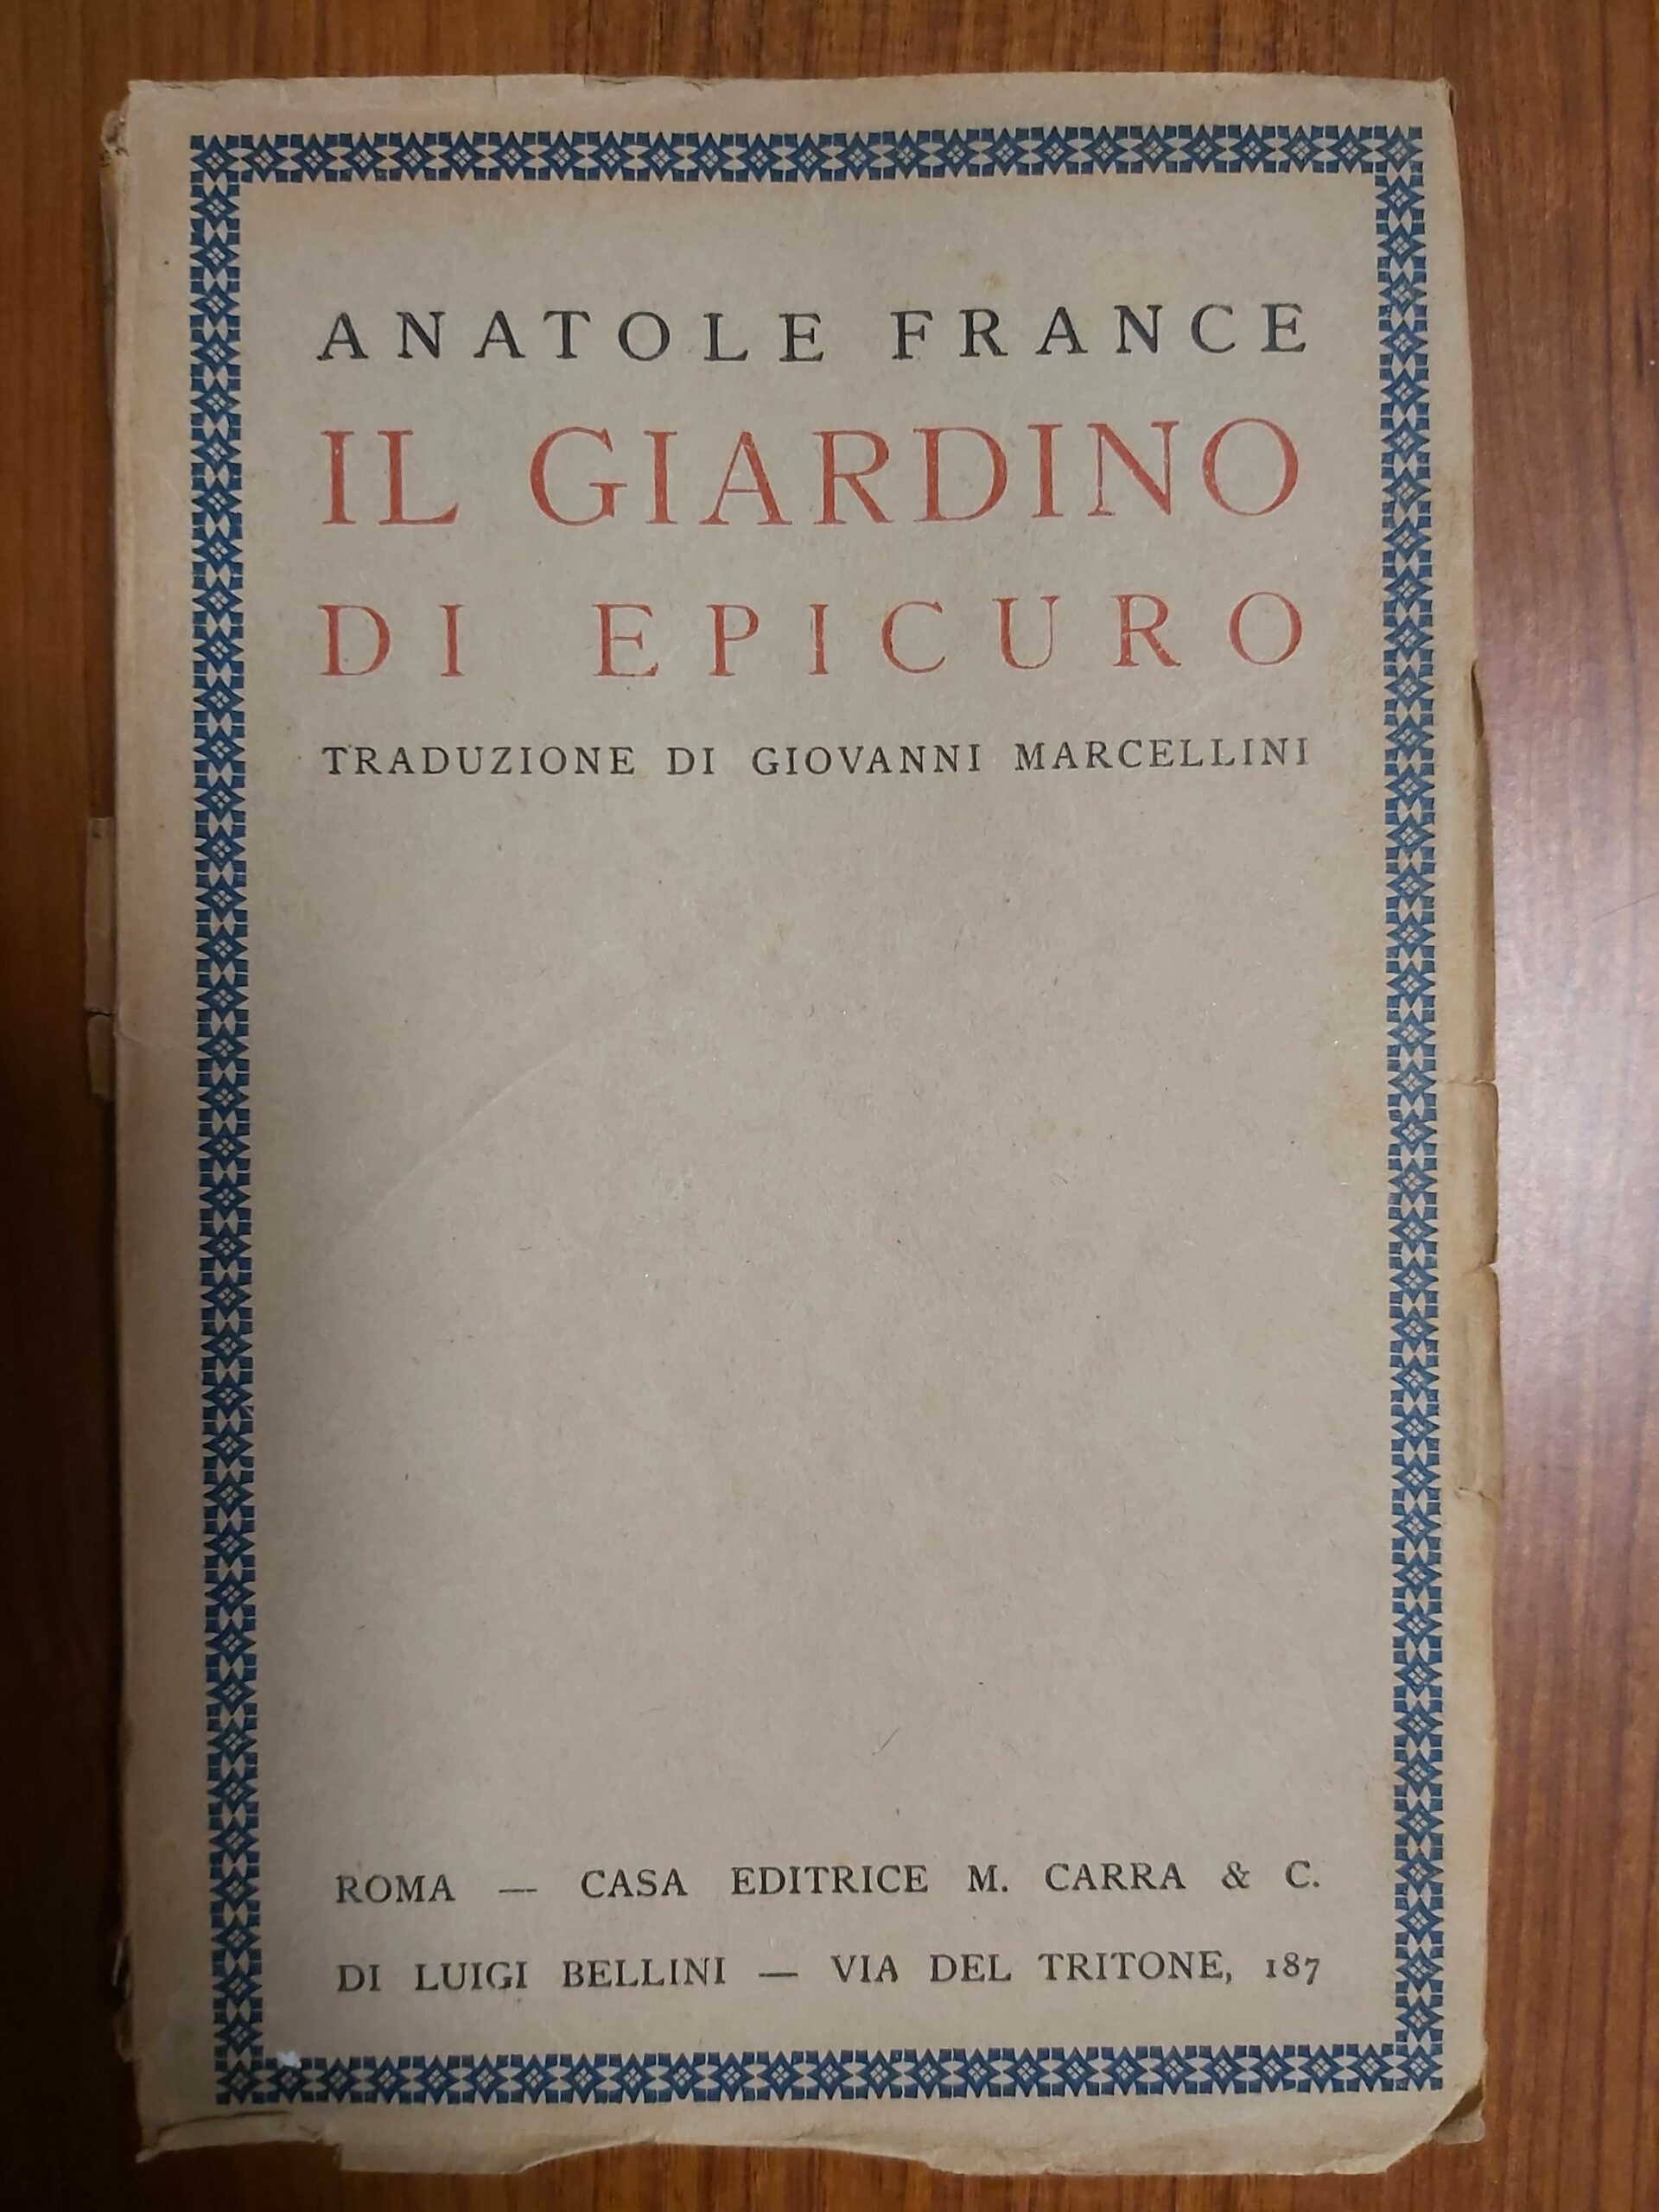 ANATOLE FRANCE
IL GIARDINO
DI EPICURO
TRADUZIONE DI GIOVANNI MARCELLINI
ROMA — CASA EDITRICE M. CARRA & C.
DI LUIGI BELLINI — VIA DEL TRITONE, 187